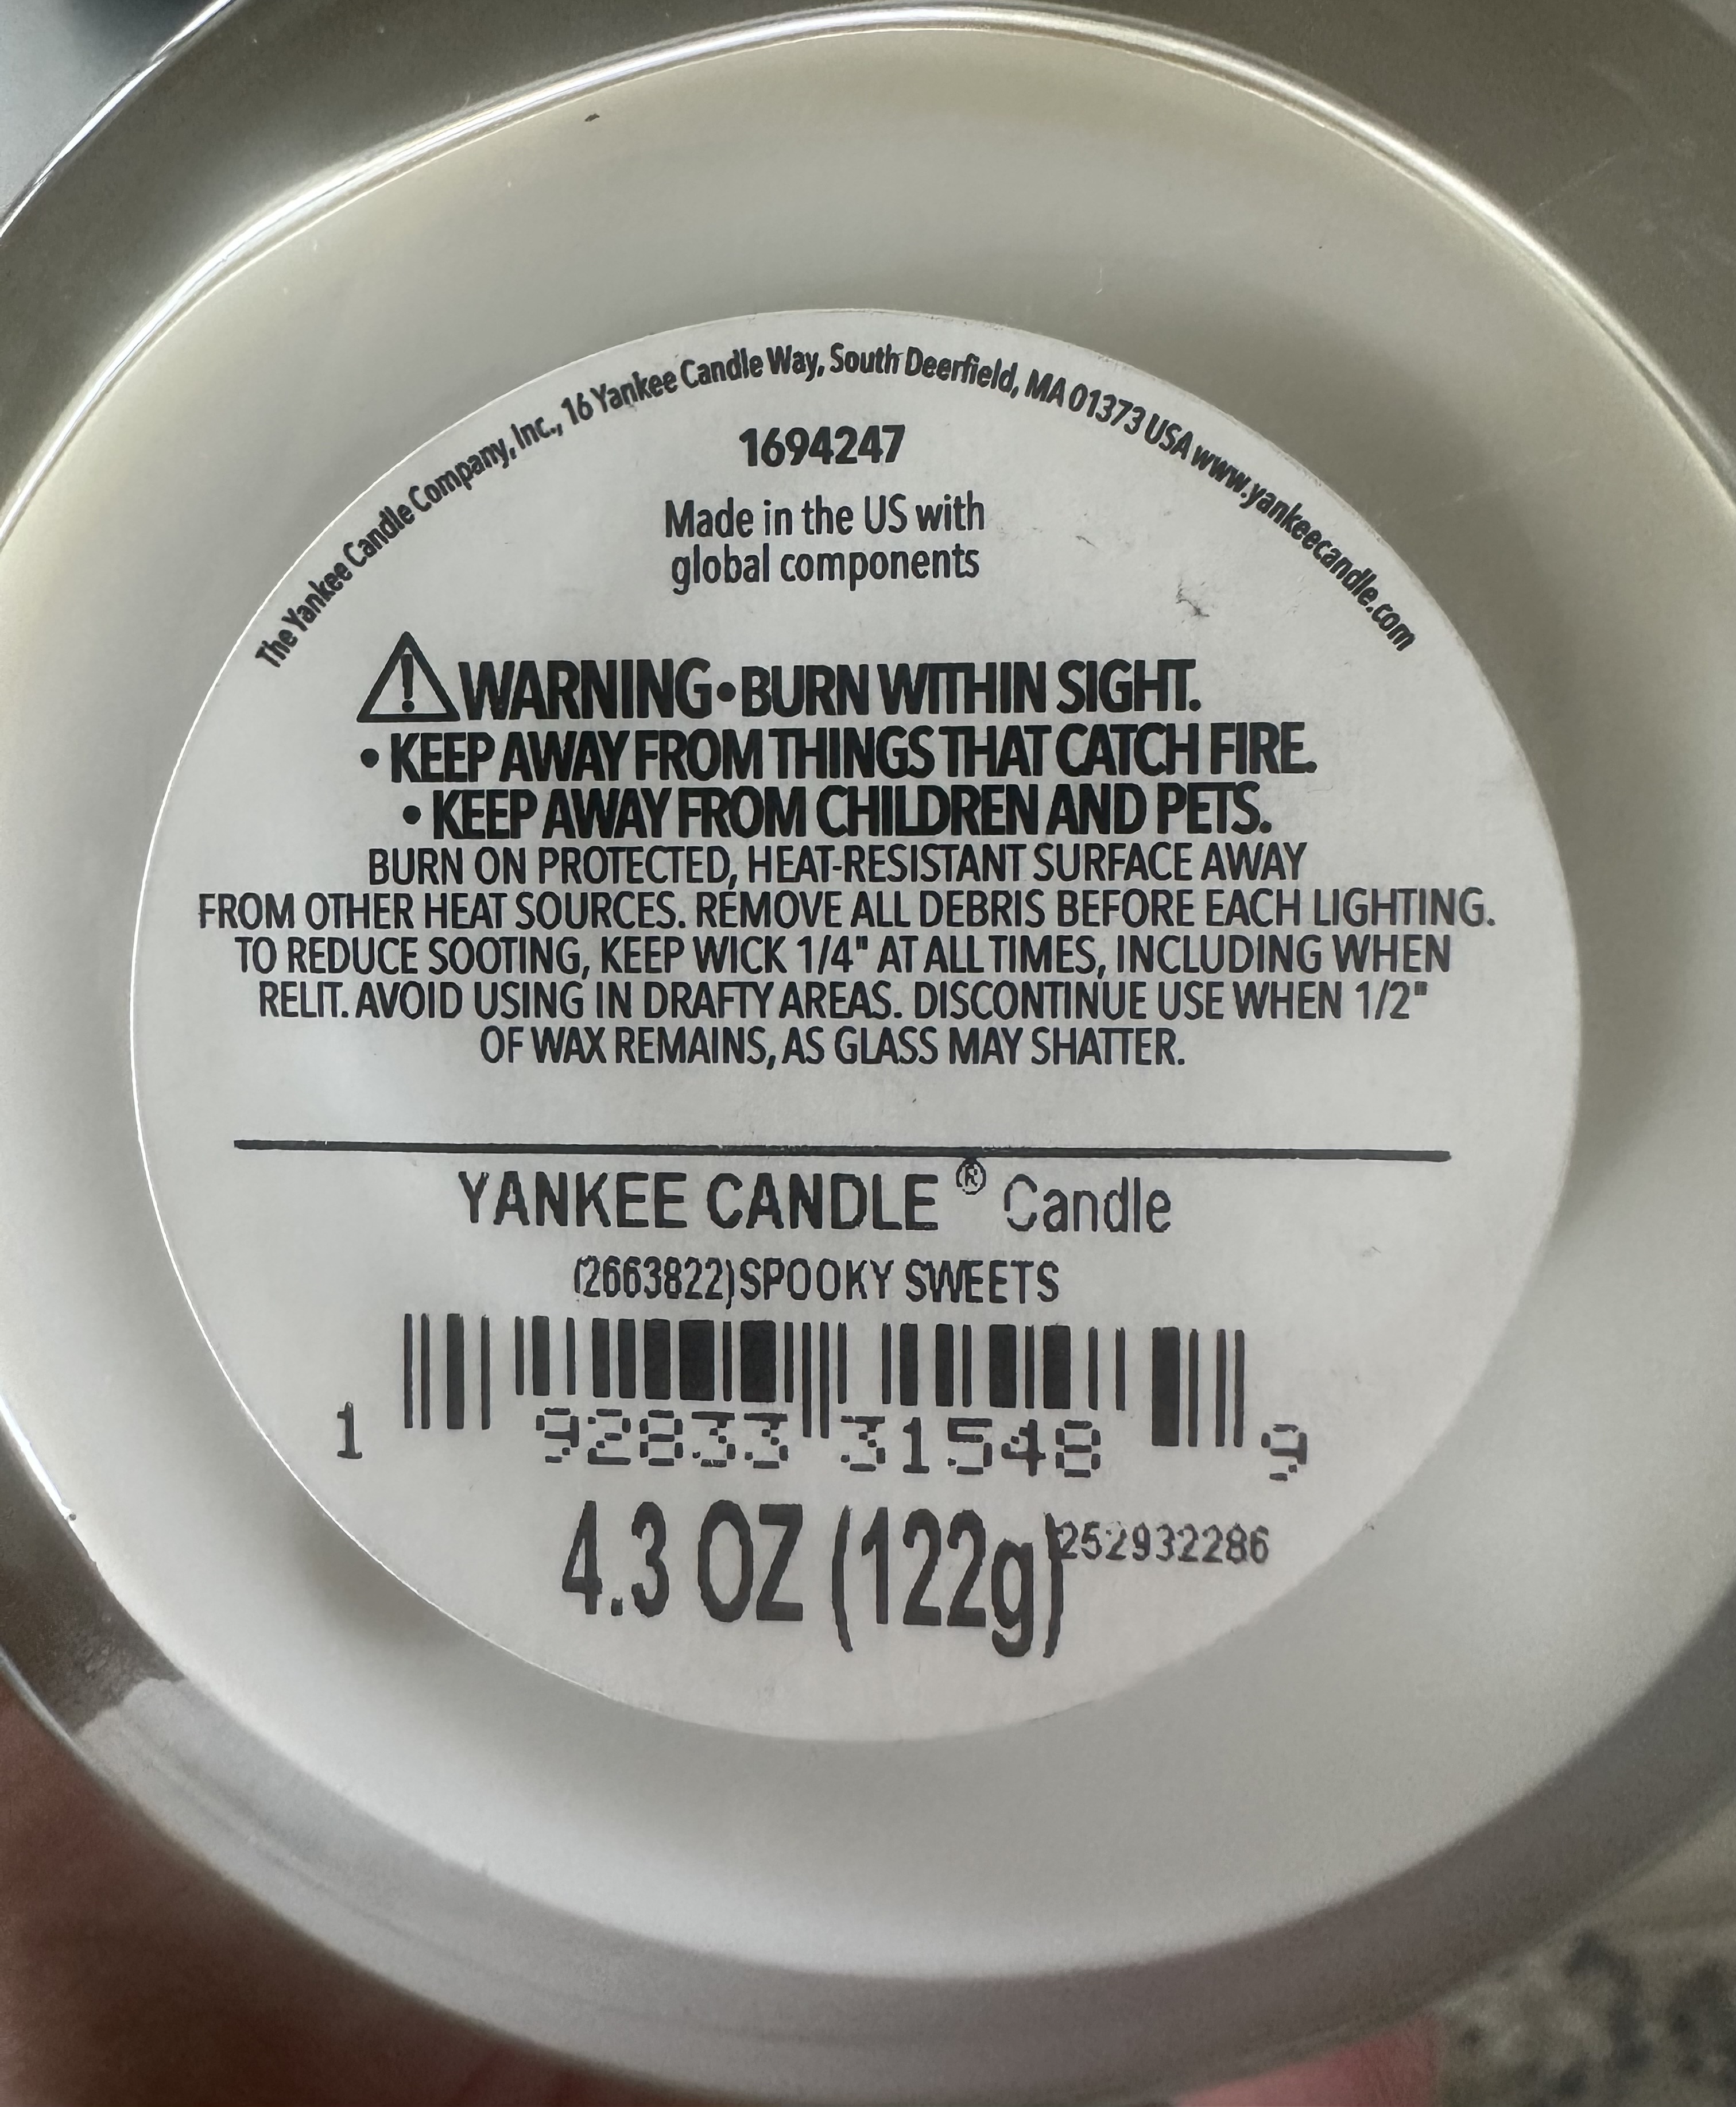 The Yankee Candle Company, Inc., 16 Yankee Candle Way, South Deerfield, MA 01373 USA www.yankeecandle.com
1694247
Made in the US with
global components
WARNING • BURN WITHIN SIGHT.
• KEEP AWAY FROM THINGS THAT CATCH FIRE.
• KEEP AWAY FROM CHILDREN AND PETS.
BURN ON PROTECTED, HEAT-RESISTANT SURFACE AWAY
FROM OTHER HEAT SOURCES. REMOVE ALL DEBRIS BEFORE EACH LIGHTING.
TO REDUCE SOOTING, KEEP WICK 1/4" AT ALL TIMES, INCLUDING WHEN
RELIT. AVOID USING IN DRAFTY AREAS. DISCONTINUE USE WHEN 1/2"
OF WAX REMAINS, AS GLASS MAY SHATTER.
YANKEE CANDLE® Candle
(2663822)SPOOKY SWEETS
1 92833 31548 9
4.3 OZ (122g) 252932286